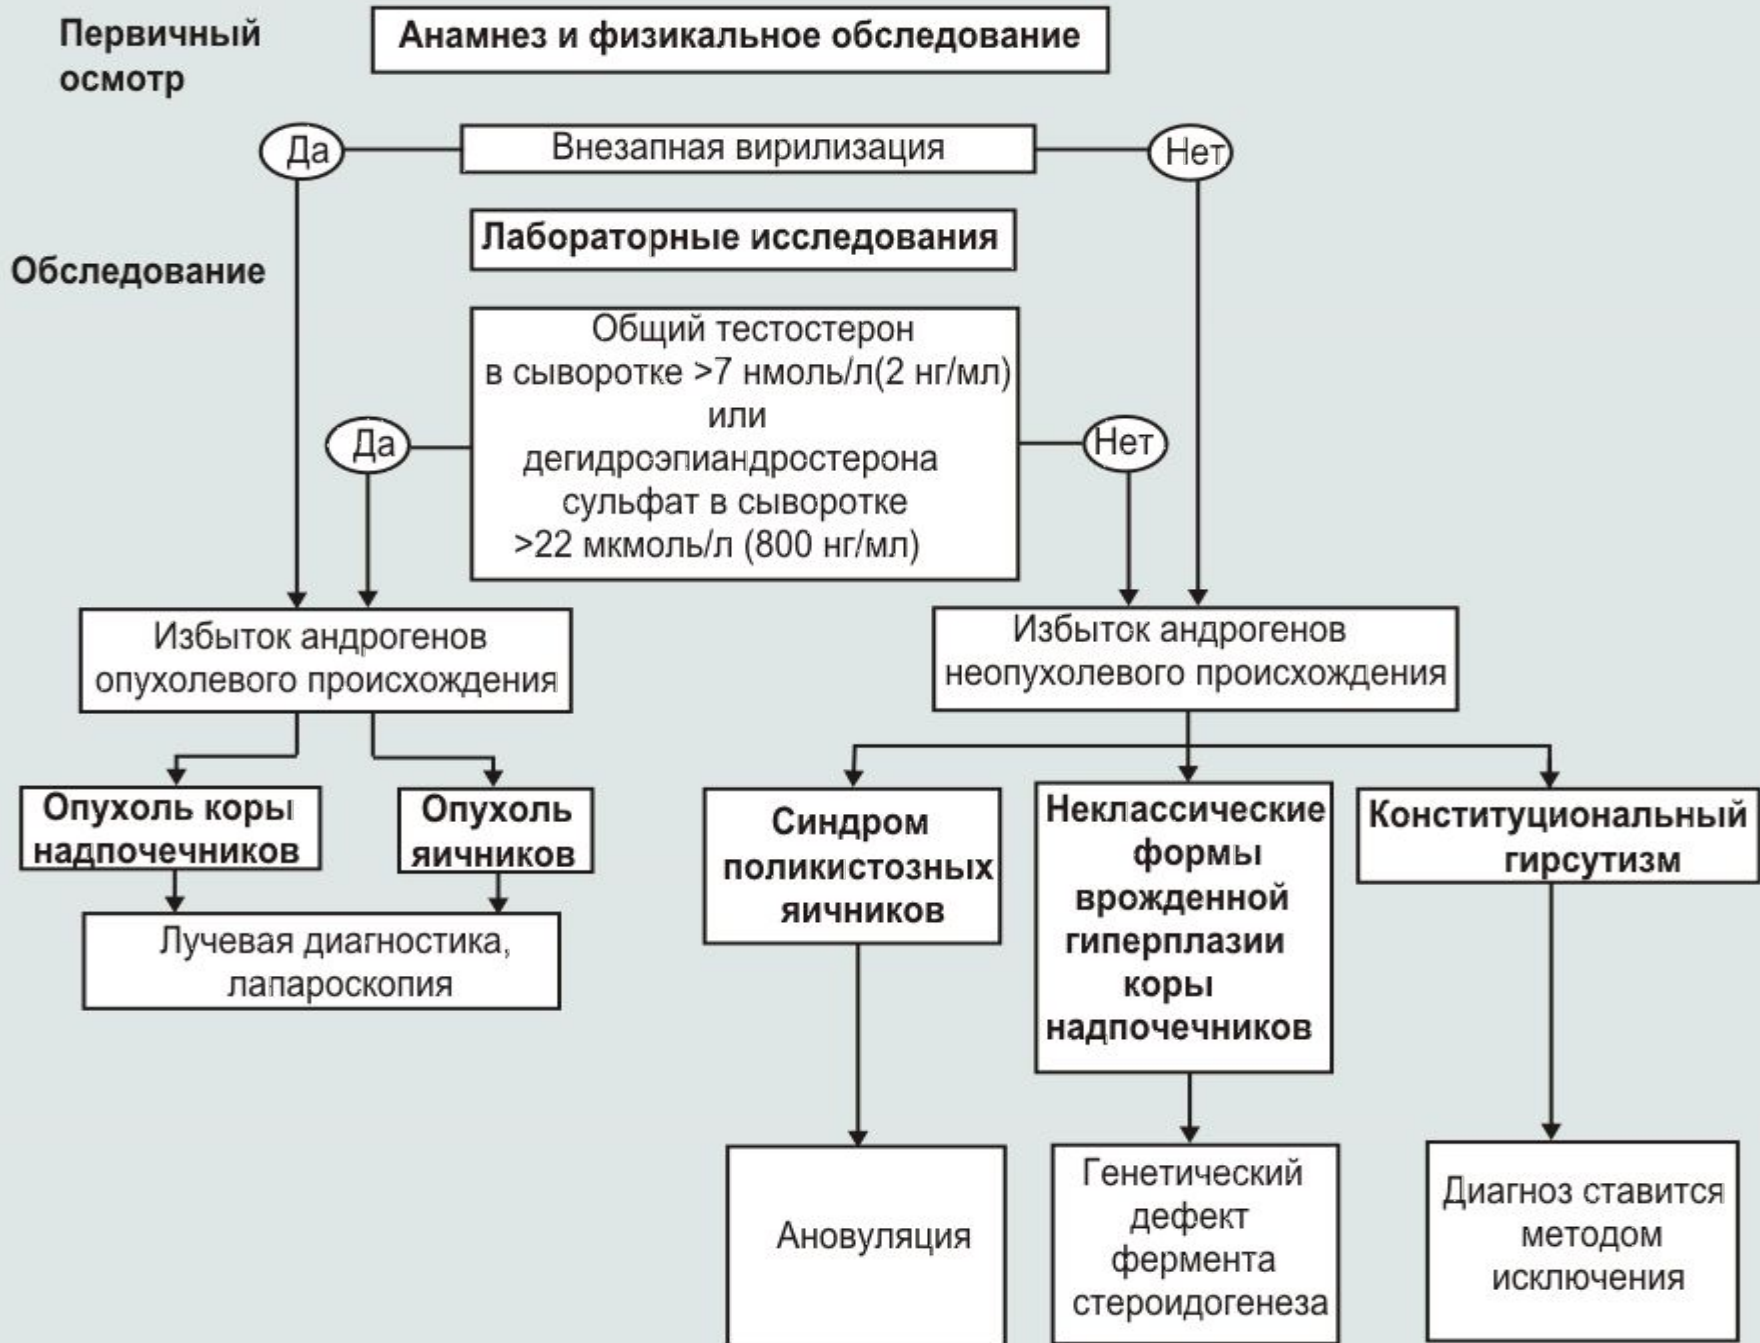 Первичный
осмотр
Анамнез и физикальное обследование
Да
Внезапная вирилизация
Нет
Лабораторные исследования
Обследование
Общий тестостерон
в сыворотке >7 нмоль/л(2 нг/мл)
или
дегидроэпиандростерона
сульфат в сыворотке
>22 мкмоль/л (800 нг/мл)
Да
Нет
Избыток андрогенов
опухолевого происхождения
Избыток андрогенов
неопухолевого происхождения
Опухоль коры
надпочечников
Опухоль
яичников
Синдром
поликистозных
яичников
Неклассические
формы
врожденной
гиперплазии
коры
надпочечников
Конституциональный
гирсутизм
Лучевая диагностика,
лапароскопия
Ановуляция
Генетический
дефект
фермента
стероидогенеза
Диагноз ставится
методом
исключения